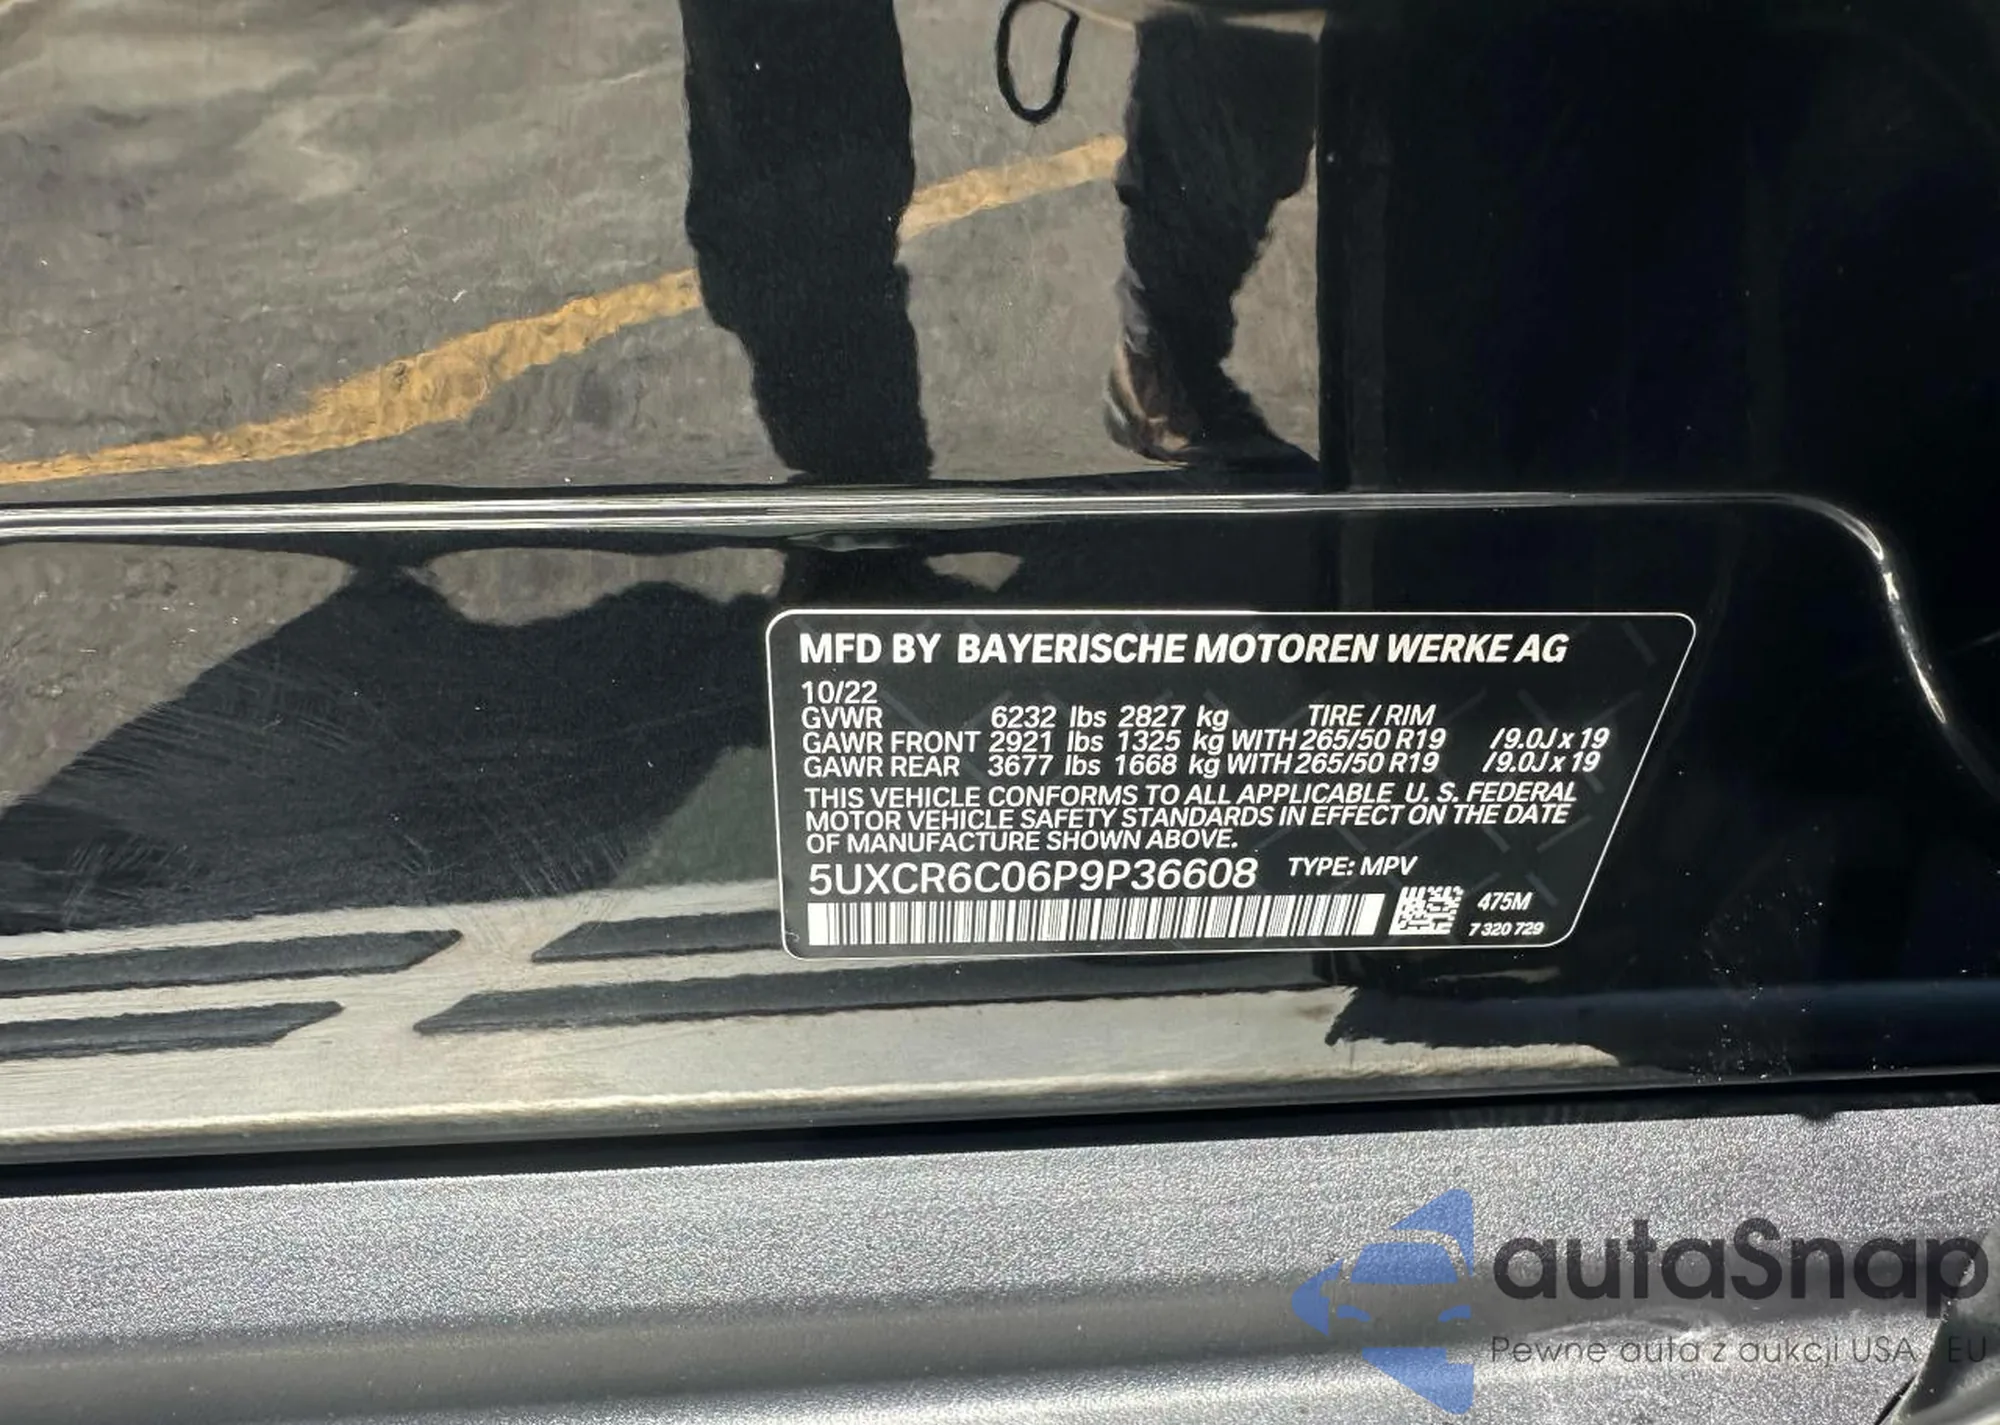 MFD BY BAYERISCHE MOTOREN WERKE AG
10/22
GVWR 6232 lbs 2827 kg TIRE / RIM
GAWR FRONT 2921 lbs 1325 kg WITH 265/50 R19 /9.0J x 19
GAWR REAR 3677 lbs 1668 kg WITH 265/50 R19 /9.0J x 19
THIS VEHICLE CONFORMS TO ALL APPLICABLE U. S. FEDERAL
MOTOR VEHICLE SAFETY STANDARDS IN EFFECT ON THE DATE
OF MANUFACTURE SHOWN ABOVE.
5UXCR6C06P9P36608 TYPE: MPV
475M
7 320 729
autaSnap
Pewne auta z aukcji USA, EU